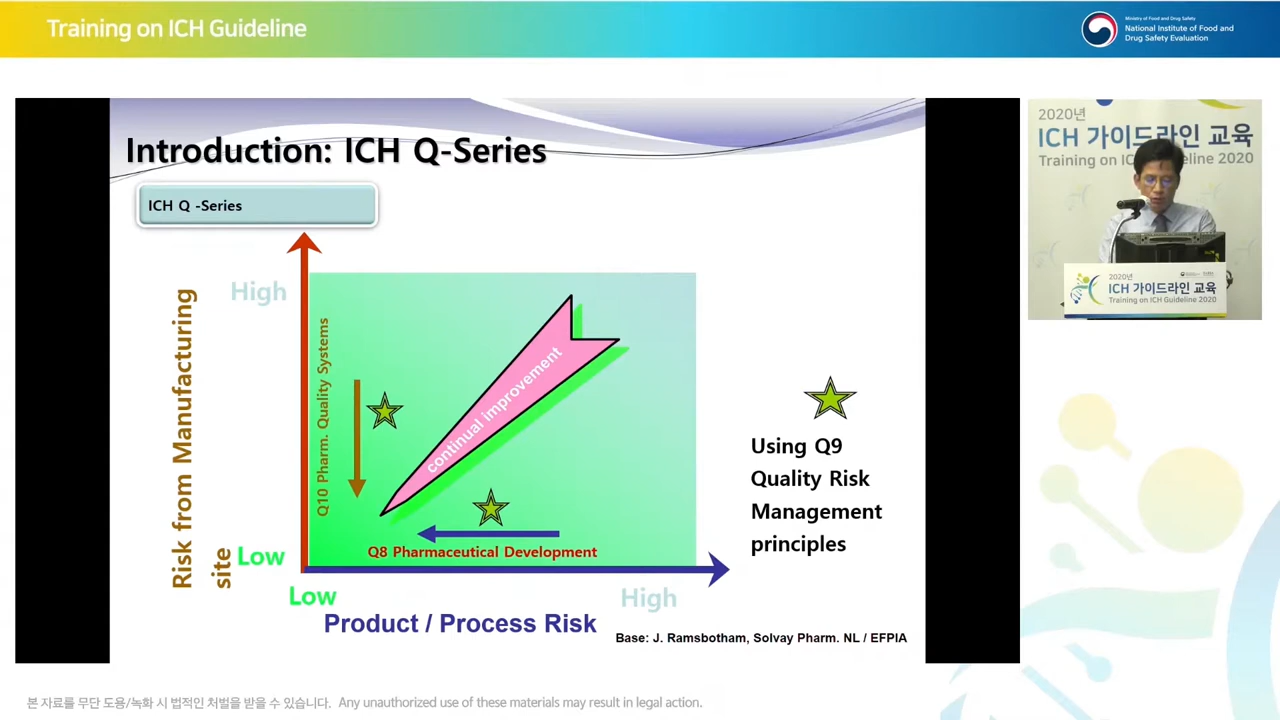 Training on ICH Guideline
Ministry of Food and Drug Safety
National Institute of Food and
Drug Safety Evaluation
Introduction: ICH Q-Series
ICH Q -Series
Risk from Manufacturing
site
High
Low
Q10 Pharm. Quality Systems
continual improvement
Q8 Pharmaceutical Development
Low
High
Product / Process Risk
Using Q9
Quality Risk
Management
principles
Base: J. Ramsbotham, Solvay Pharm. NL / EFPIA
2020년
ICH 가이드라인 교육
Training on ICH Guideline 2020
2020년
ICH 가이드라인 교육
Training on ICH Guideline 2020
본 자료를 무단 도용/녹화 시 법적인 처벌을 받을 수 있습니다. Any unauthorized use of these materials may result in legal action.